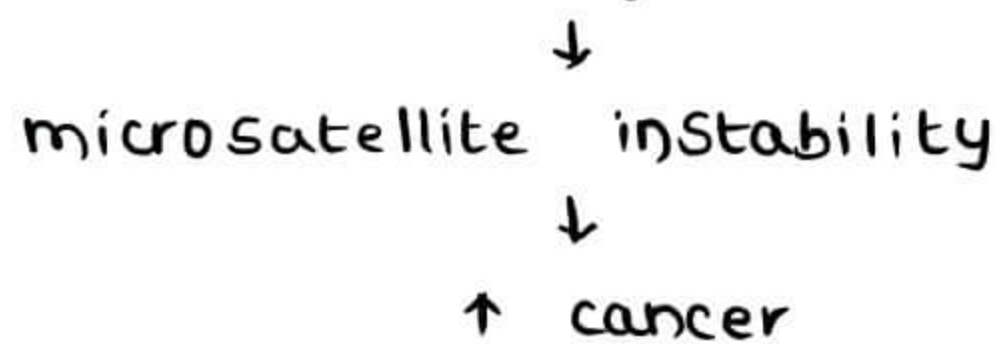 ↓
microsatellite instability
↓
↑ cancer